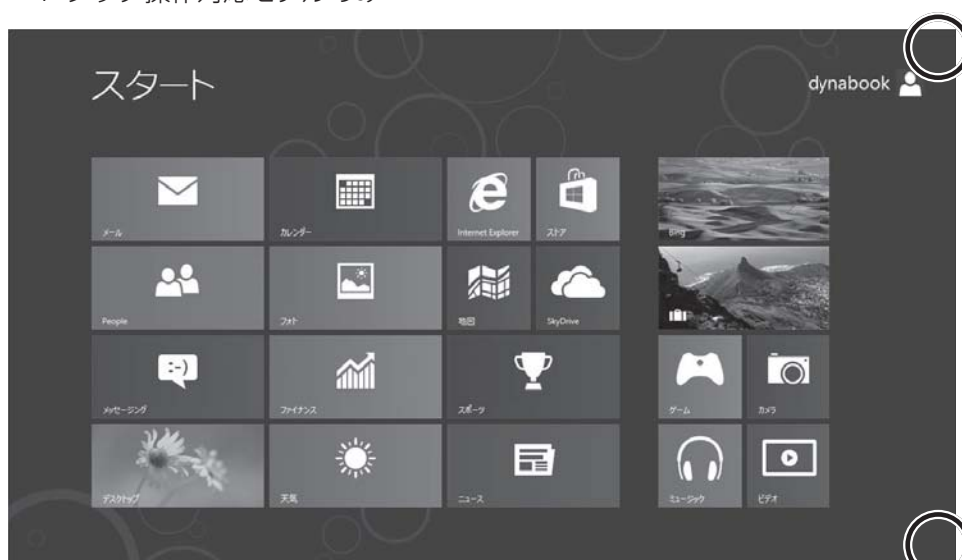 スタート
dynabook
メール
カレンダー
Internet Explorer
ストア
Bing
People
フォト
地図
SkyDrive
メッセージング
ファイナンス
スポーツ
ゲーム
カメラ
デスクトップ
天気
ニュース
ミュージック
ビデオ